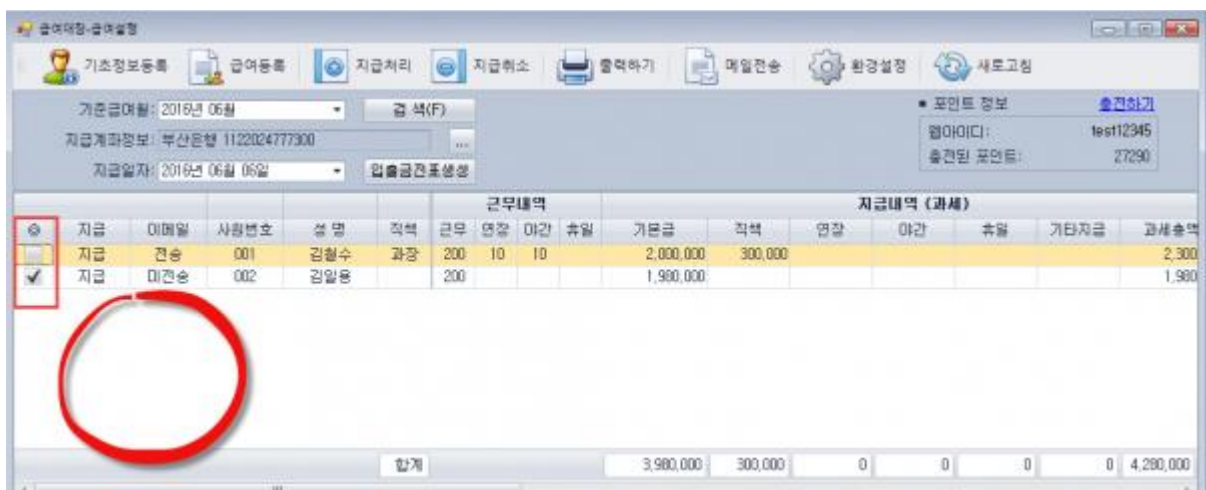 급여대장-급여설정
기초정보등록 급여등록 지급처리 지급취소 출력하기 메일전송 환경설정 새로고침
기준급여월: 2016년 06월 검 색(F) 포인트 정보 충전하기
지급계좌정보: 부산은행 1122024777300 ... 웹아이디: test12345
지급일자: 2016년 06월 06일 입출금전표생성 충전된 포인트: 27290
근무내역 지급내역 (과세)
지급 이메일 사원번호 성 명 직책 근무 연장 야간 휴일 기본급 직책 연장 야간 휴일 기타지급 과세총액
지급 전송 001 김철수 과장 200 10 10 2,000,000 300,000 2,300
지급 미전송 002 김일용 200 1,980,000 1,980
합계 3,980,000 300,000 0 0 0 0 4,280,000